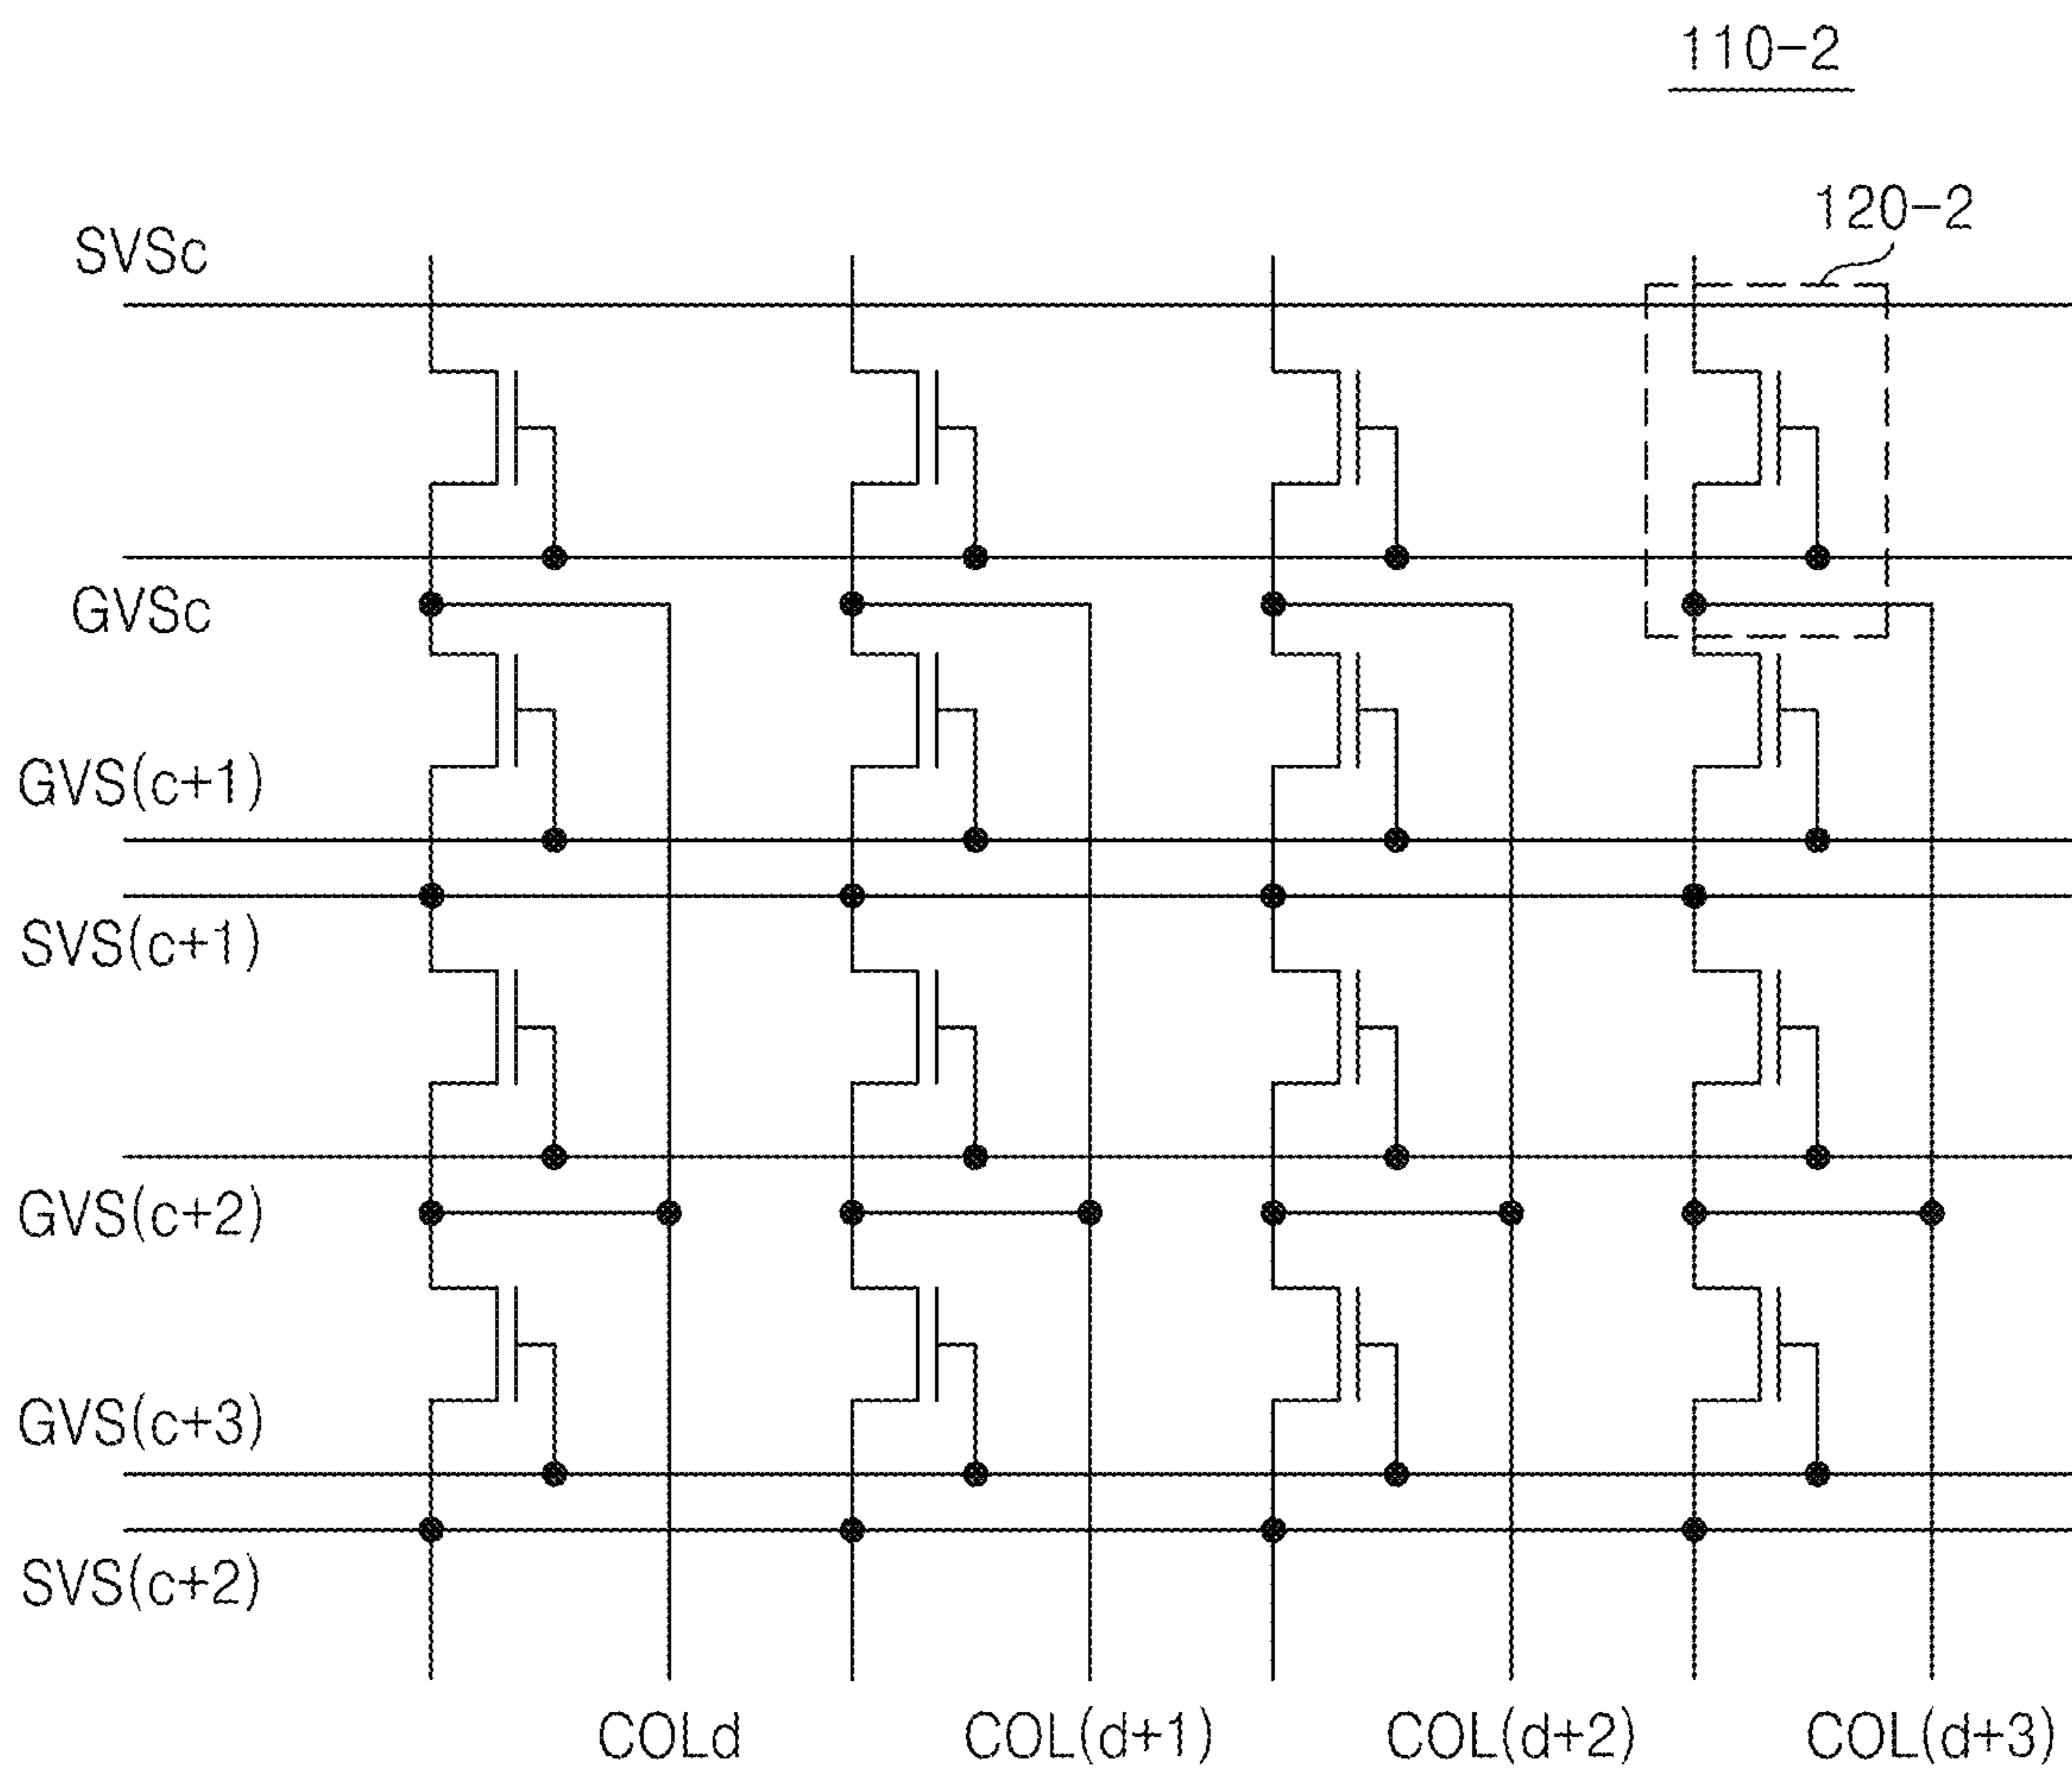 110-2
120-2
SVSc
GVSc
GVS(c+1)
SVS(c+1)
GVS(c+2)
GVS(c+3)
SVS(c+2)
COLd COL(d+1) COL(d+2) COL(d+3)